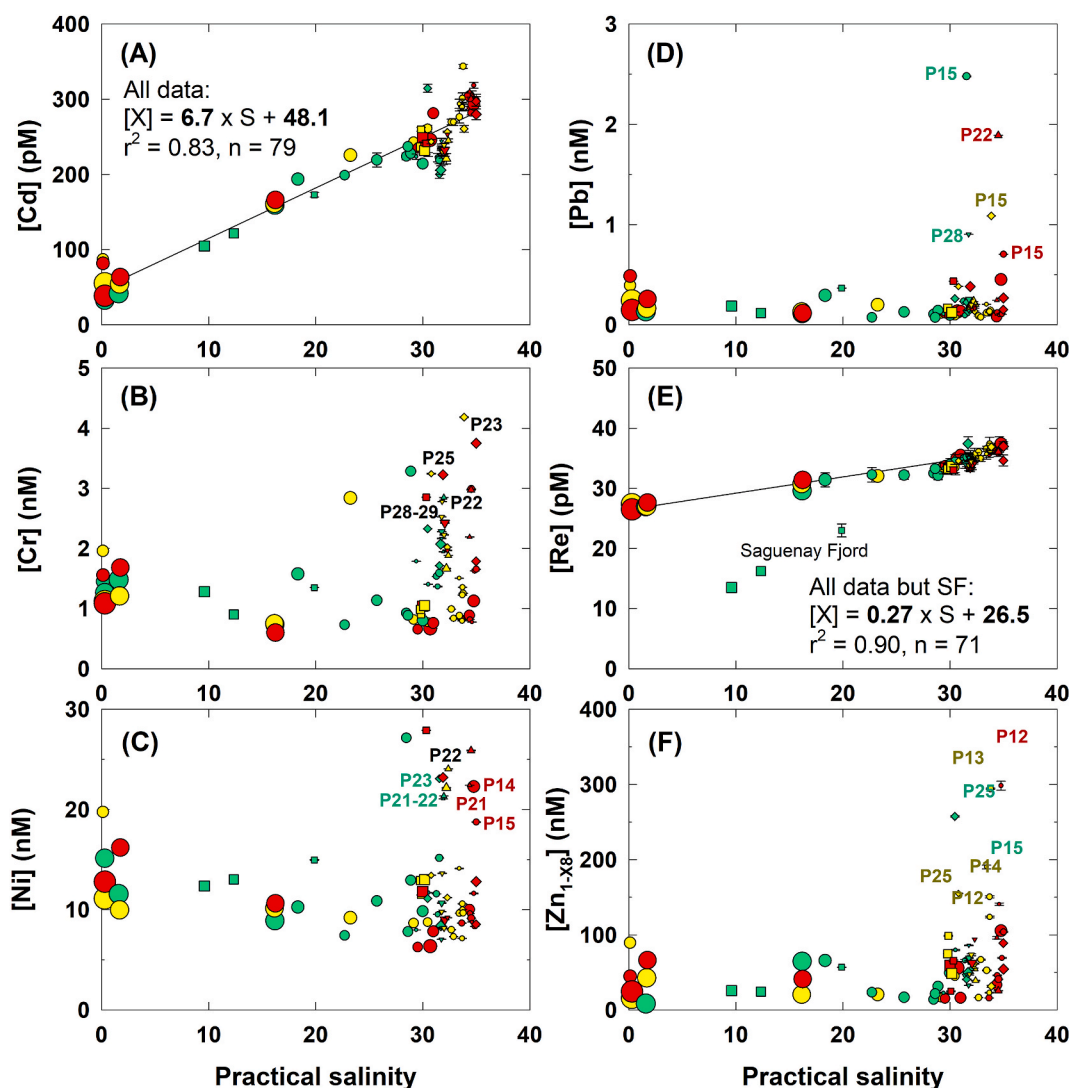 400
300
200
100
0
[Cd] (pM)
(A)
All data:
[X] = 6.7 x S + 48.1
r² = 0.83, n = 79
0 10 20 30 40
3
2
1
0
[Pb] (nM)
(D)
P15
P22
P15
P28
P15
0 10 20 30 40
5
4
3
2
1
0
[Cr] (nM)
(B)
P23
P25
P22
P28-29
0 10 20 30 40
50
40
30
20
10
0
[Re] (pM)
(E)
Saguenay Fjord
All data but SF:
[X] = 0.27 x S + 26.5
r² = 0.90, n = 71
0 10 20 30 40
30
20
10
0
[Ni] (nM)
(C)
P22
P23
P14
P21-22
P21
P15
0 10 20 30 40
Practical salinity
400
300
200
100
0
[Zn1-X8] (nM)
(F)
P12
P13
P15
P25
P12
0 10 20 30 40
Practical salinity